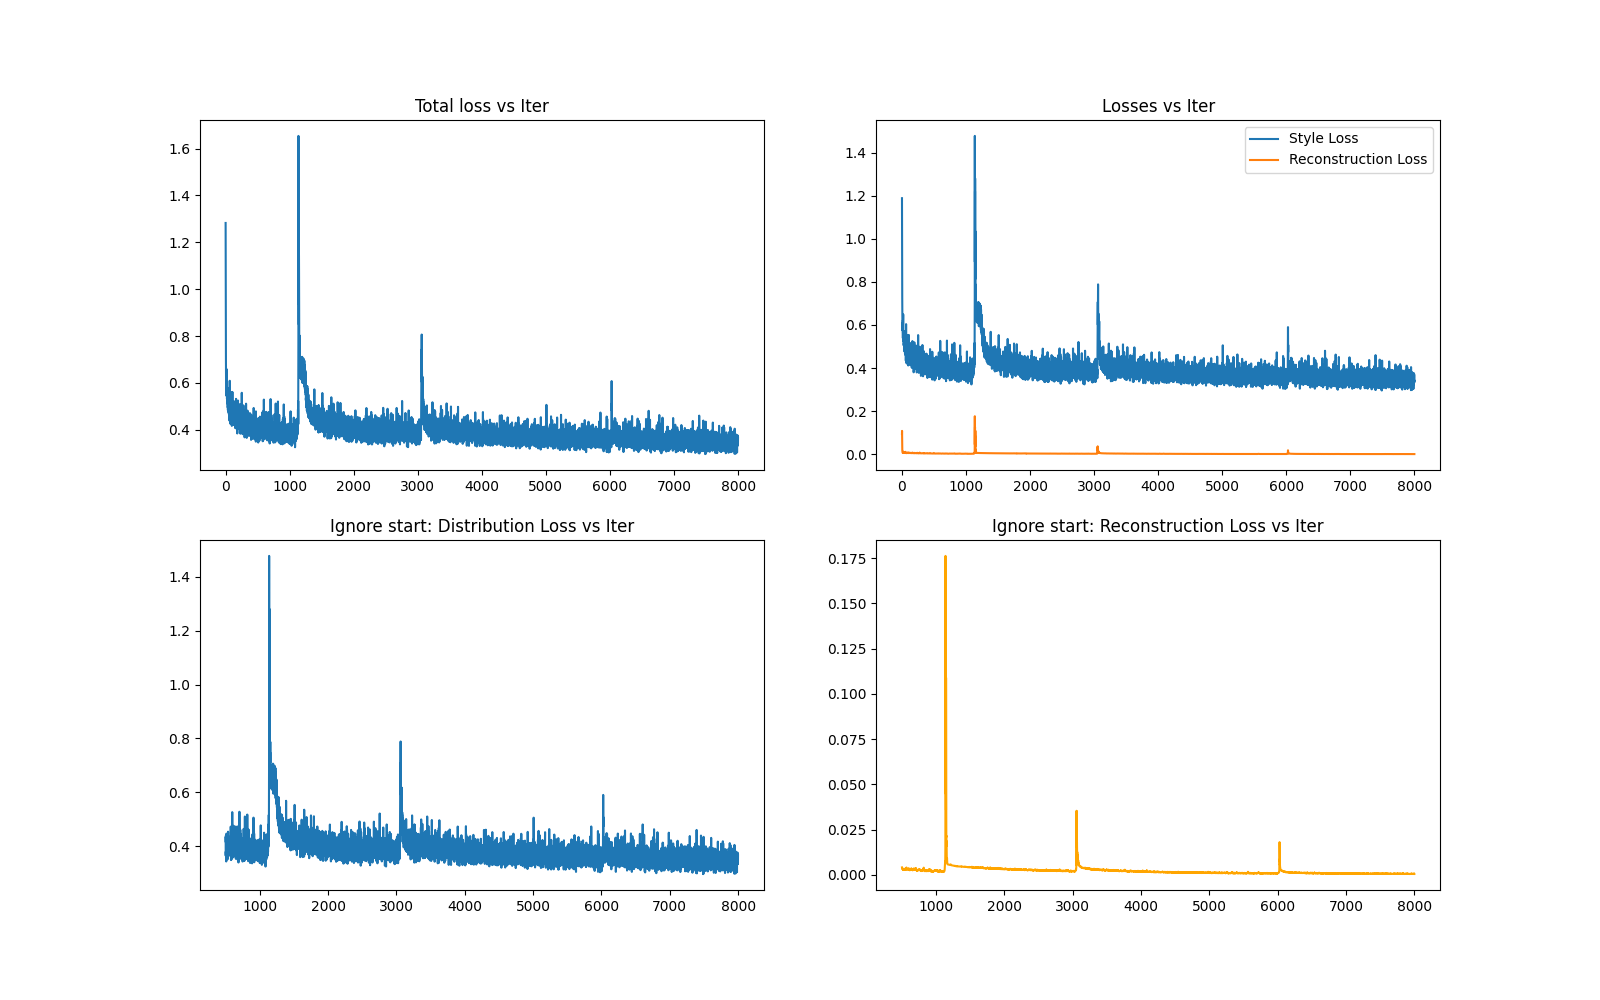 Total loss vs Iter
1.6
1.4
1.2
1.0
0.8
0.6
0.4
0 1000 2000 3000 4000 5000 6000 7000 8000
Losses vs Iter
Style Loss
Reconstruction Loss
1.4
1.2
1.0
0.8
0.6
0.4
0.2
0.0
0 1000 2000 3000 4000 5000 6000 7000 8000
Ignore start: Distribution Loss vs Iter
1.4
1.2
1.0
0.8
0.6
0.4
1000 2000 3000 4000 5000 6000 7000 8000
Ignore start: Reconstruction Loss vs Iter
0.175
0.150
0.125
0.100
0.075
0.050
0.025
0.000
1000 2000 3000 4000 5000 6000 7000 8000